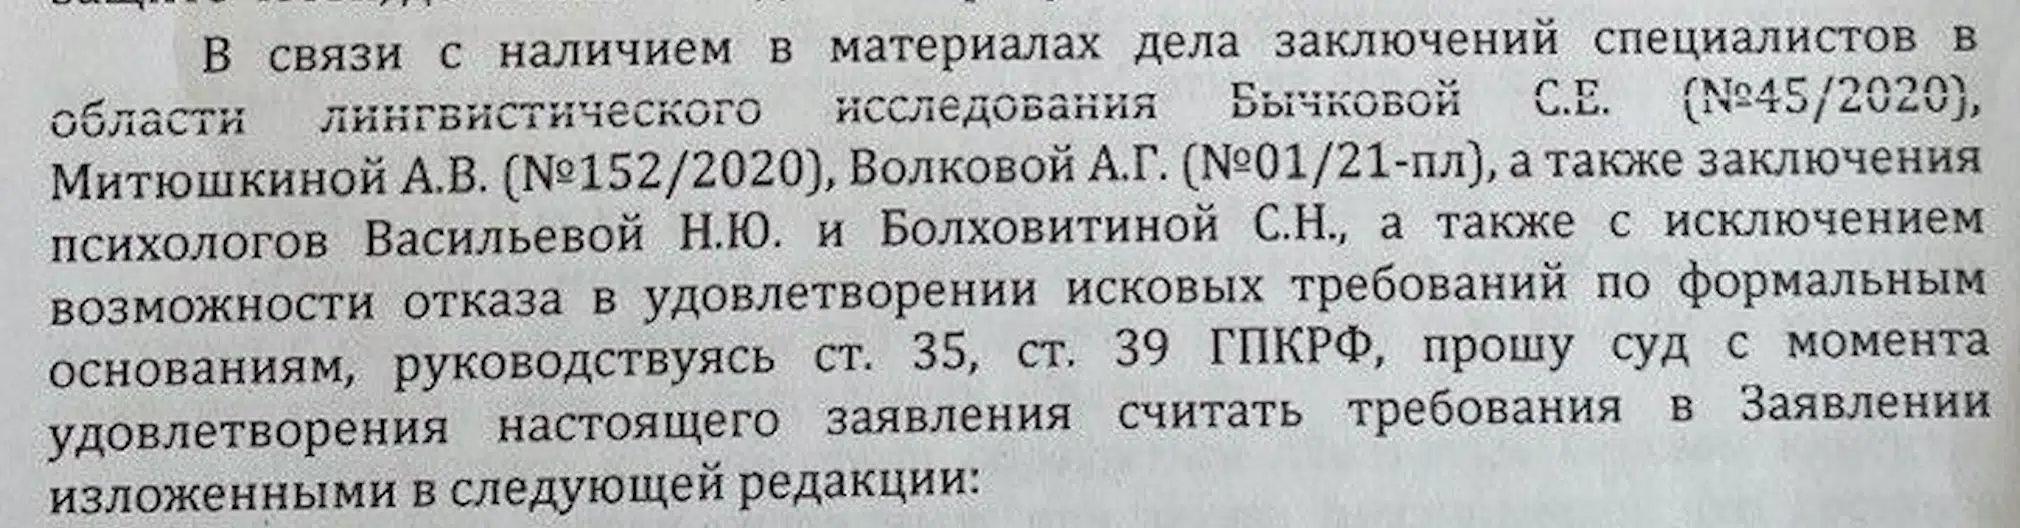 В связи с наличием в материалах дела заключений специалистов в
области лингвистического исследования Бычковой С.Е. (№45/2020),
Митюшкиной А.В. (№152/2020), Волковой А.Г. (№01/21-пл), а также заключения
психологов Васильевой Н.Ю. и Болховитиной С.Н., а также с исключением
возможности отказа в удовлетворении исковых требований по формальным
основаниям, руководствуясь ст. 35, ст. 39 ГПКРФ, прошу суд с момента
удовлетворения настоящего заявления считать требования в Заявлении
изложенными в следующей редакции: